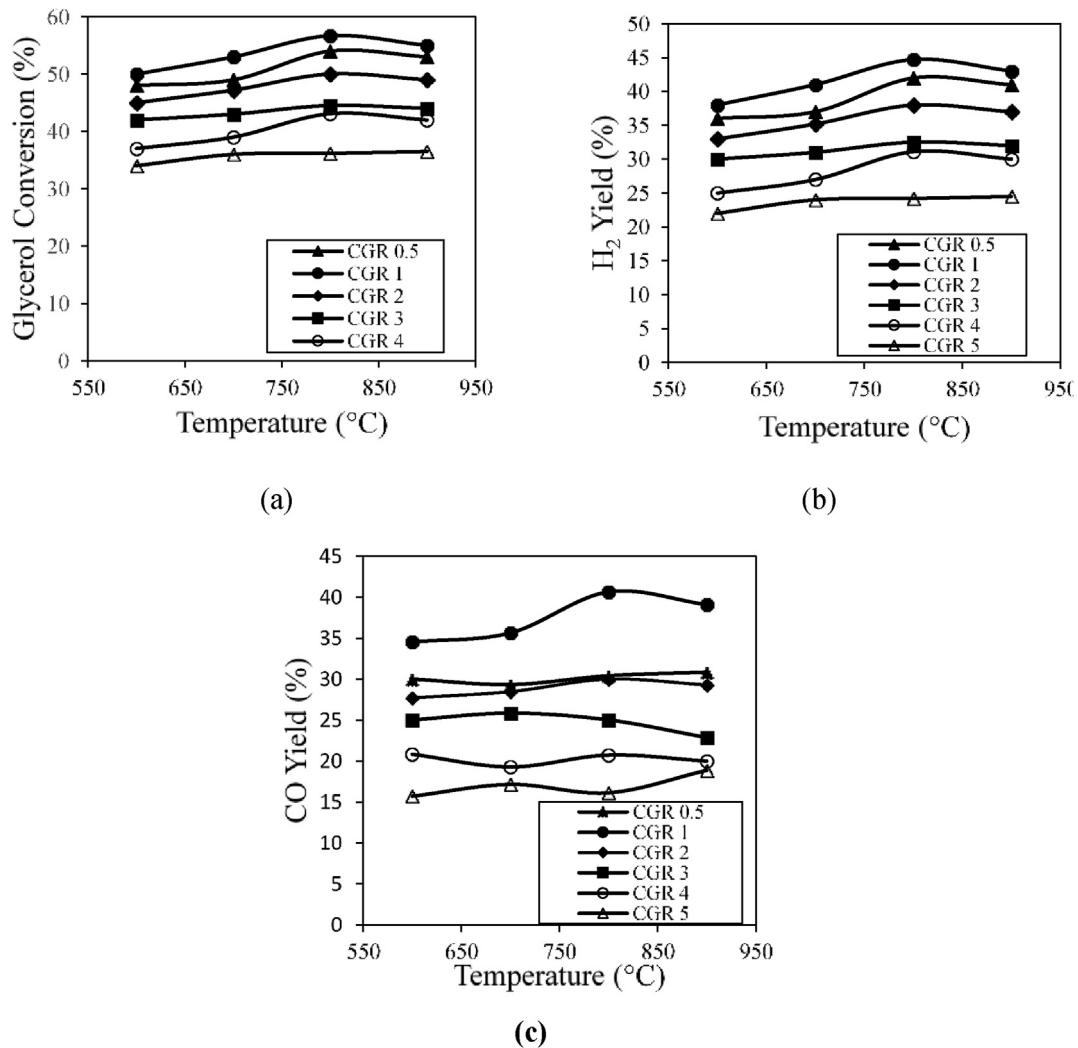 60
50
40
30
20
10
0
Glycerol Conversion (%)
CGR 0.5
CGR 1
CGR 2
CGR 3
CGR 4
550 650 750 850 950
Temperature (°C)
(a)
50
45
40
35
30
25
20
15
10
5
0
H2 Yield (%)
CGR 0.5
CGR 1
CGR 2
CGR 3
CGR 4
CGR 5
550 650 750 850 950
Temperature (°C)
(b)
45
40
35
30
25
20
15
10
5
0
CO Yield (%)
CGR 0.5
CGR 1
CGR 2
CGR 3
CGR 4
CGR 5
550 650 750 850 950
Temperature (°C)
(c)